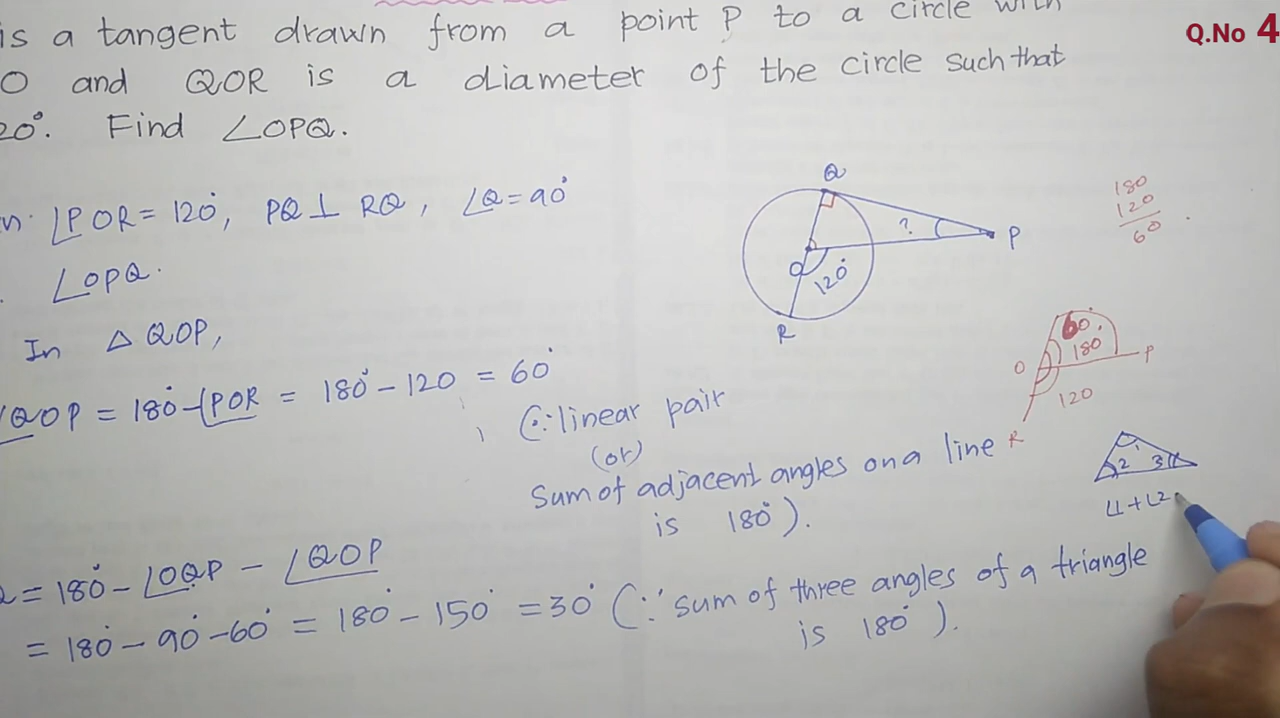 is a tangent drawn from a point P to a circle with
Q.No 4
O and QOR is a diameter of the circle such that
20°. Find ∠OPQ.
n. ∠POR = 120°, PQ ⊥ RQ, ∠Q = 90°
∠OPQ.
In △ QOP,
∠QOP = 180° - ∠POR = 180° - 120 = 60°
(∵ linear pair
(or)
Sum of adjacent angles on a line
is 180°).
= 180° - ∠OQP - ∠QOP
= 180° - 90° - 60° = 180° - 150° = 30° (∵ sum of three angles of a triangle
is 180°).
Q
?
P
O
120°
R
180
120
60
60°
180
O
P
120
R
1
2
3
∠1 + ∠2